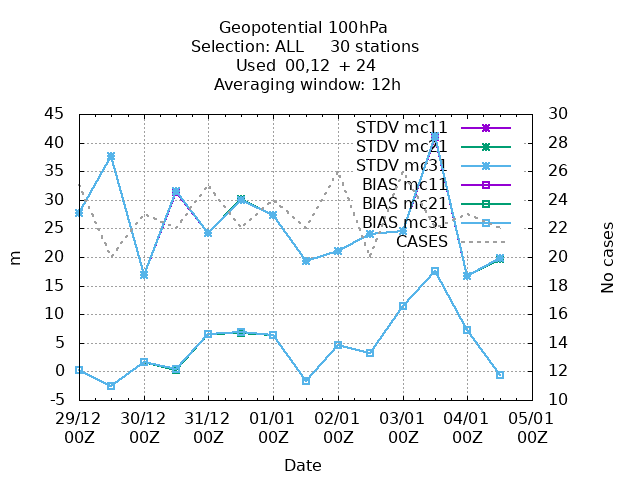 Geopotential 100hPa
Selection: ALL 30 stations
Used 00,12 + 24
Averaging window: 12h
45
40
35
30
25
20
15
10
5
0
-5
m
30
28
26
24
22
20
18
16
14
12
10
No cases
STDV mc11
STDV mc21
STDV mc31
BIAS mc11
BIAS mc21
BIAS mc31
CASES
29/12 30/12 31/12 01/01 02/01 03/01 04/01 05/01
00Z 00Z 00Z 00Z 00Z 00Z 00Z 00Z
Date